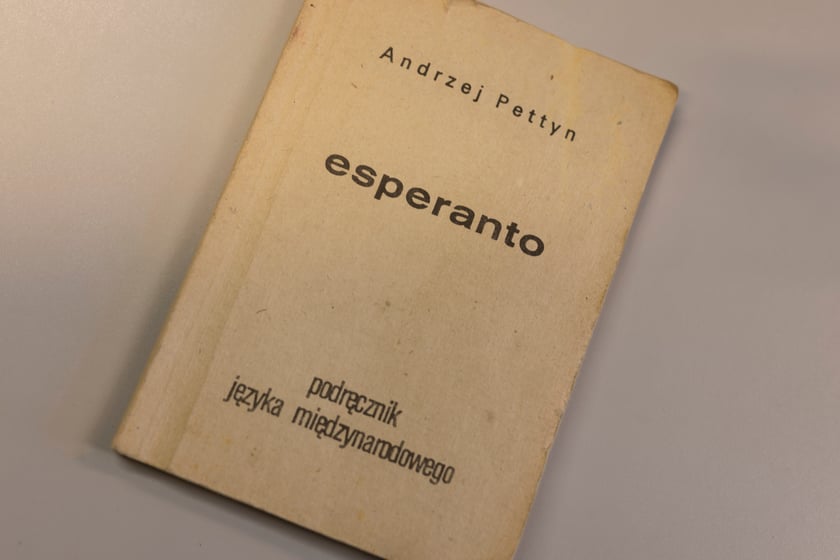 Andrzej Pettyn
esperanto
podręcznik
języka międzynarodowego